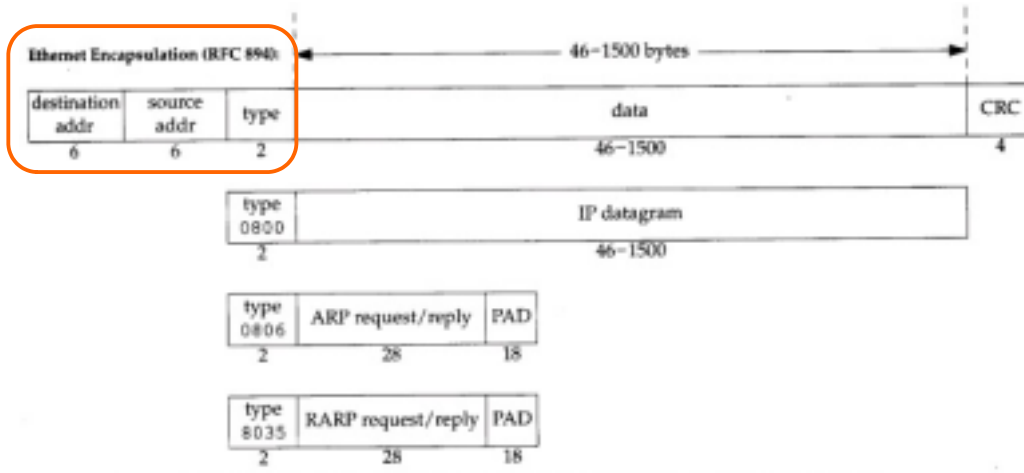 Ethernet Encapsulation (RFC 894):
46-1500 bytes
destination addr
source addr
type
data
CRC
6
6
2
46-1500
4
type 0800
IP datagram
2
46-1500
type 0806
ARP request/reply
PAD
2
28
18
type 8035
RARP request/reply
PAD
2
28
18